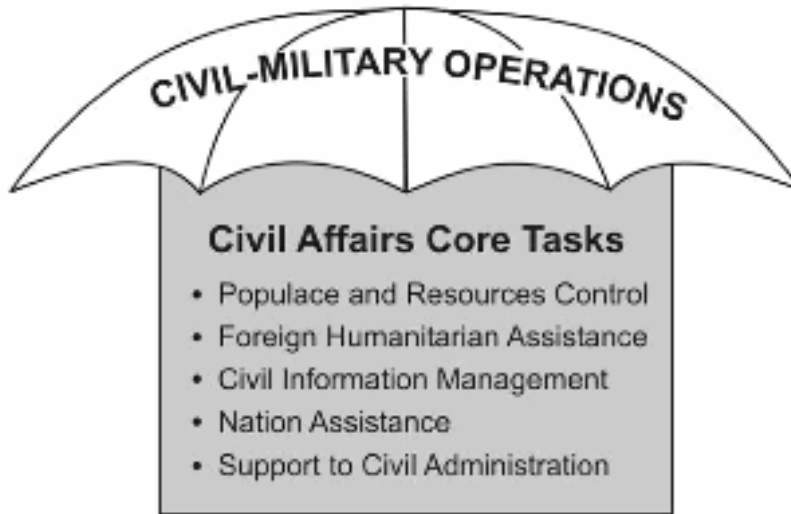 CIVIL-MILITARY OPERATIONS
Civil Affairs Core Tasks
• Populace and Resources Control
• Foreign Humanitarian Assistance
• Civil Information Management
• Nation Assistance
• Support to Civil Administration